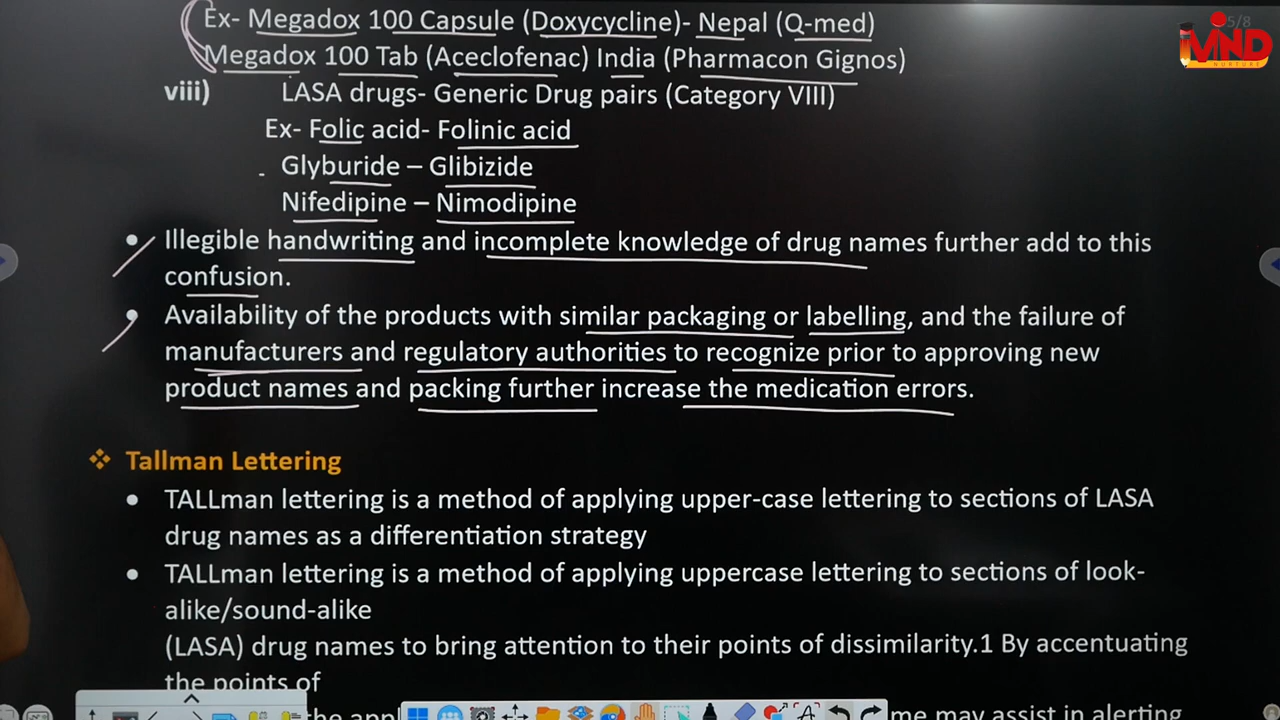 Ex- Megadox 100 Capsule (Doxycycline)- Nepal (Q-med)
5/8
MND
NURTURE
Megadox 100 Tab (Aceclofenac) India (Pharmacon Gignos)
viii) LASA drugs- Generic Drug pairs (Category VIII)
Ex- Folic acid- Folinic acid
Glyburide – Glibizide
Nifedipine – Nimodipine
• Illegible handwriting and incomplete knowledge of drug names further add to this
confusion.
• Availability of the products with similar packaging or labelling, and the failure of
manufacturers and regulatory authorities to recognize prior to approving new
product names and packing further increase the medication errors.
❖ Tallman Lettering
• TALLman lettering is a method of applying upper-case lettering to sections of LASA
drug names as a differentiation strategy
• TALLman lettering is a method of applying uppercase lettering to sections of look-
alike/sound-alike
(LASA) drug names to bring attention to their points of dissimilarity.1 By accentuating
the points of
me may assist in alerting